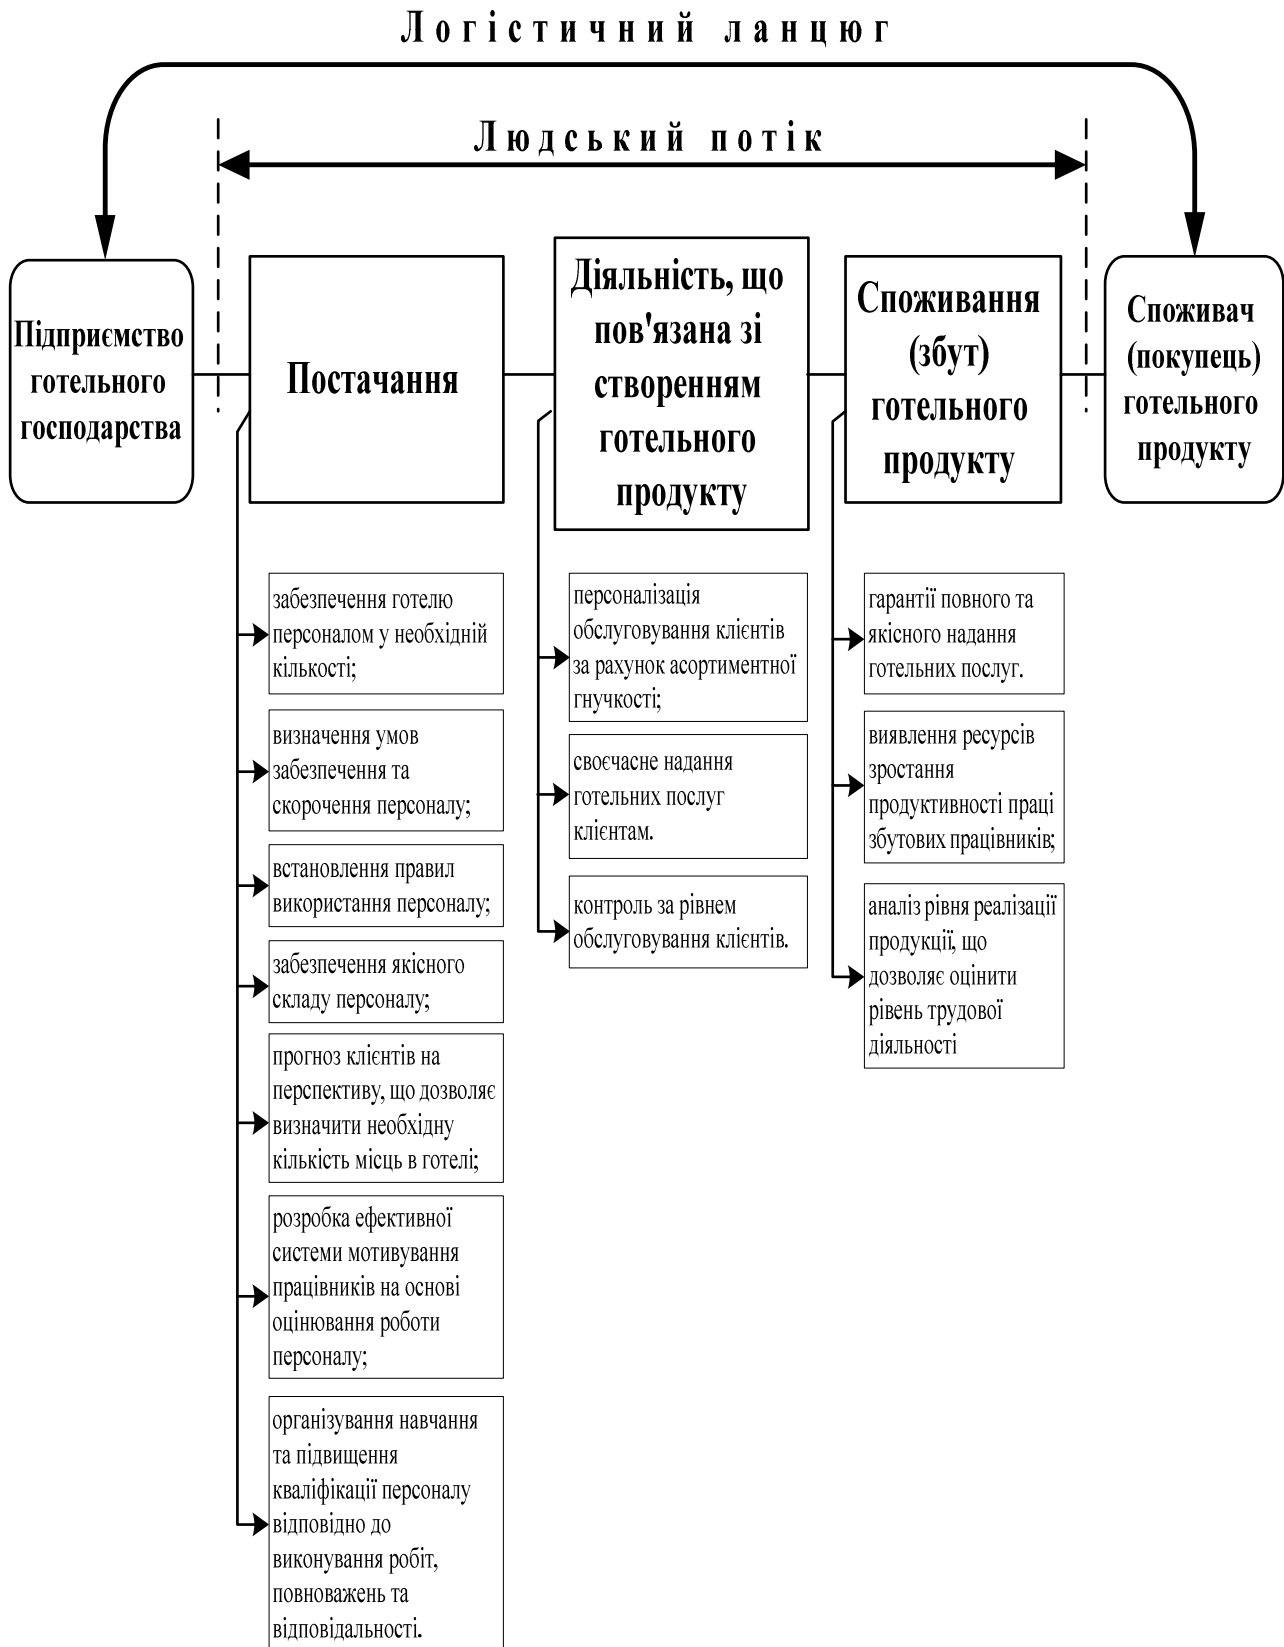 Логістичний ланцюг
Людський потік
Підприємство
готельного
господарства
Постачання
Діяльність, що
пов'язана зі
створенням
готельного
продукту
Споживання
(збут)
готельного
продукту
Споживач
(покупець)
готельного
продукту
забезпечення готелю
персоналом у необхідній
кількості;
визначення умов
забезпечення та
скорочення персоналу;
встановлення правил
використання персоналу;
забезпечення якісного
складу персоналу;
прогноз клієнтів на
перспективу, що дозволяє
визначити необхідну
кількість місць в готелі;
розробка ефективної
системи мотивування
працівників на основі
оцінювання роботи
персоналу;
організування навчання
та підвищення
кваліфікації персоналу
відповідно до
виконування робіт,
повноважень та
відповідальності.
персоналізація
обслуговування клієнтів
за рахунок асортиментної
гнучкості;
своєчасне надання
готельних послуг
клієнтам.
контроль за рівнем
обслуговування клієнтів.
гарантії повного та
якісного надання
готельних послуг.
виявлення ресурсів
зростання
продуктивності праці
збутових працівників;
аналіз рівня реалізації
продукції, що
дозволяє оцінити
рівень трудової
діяльності